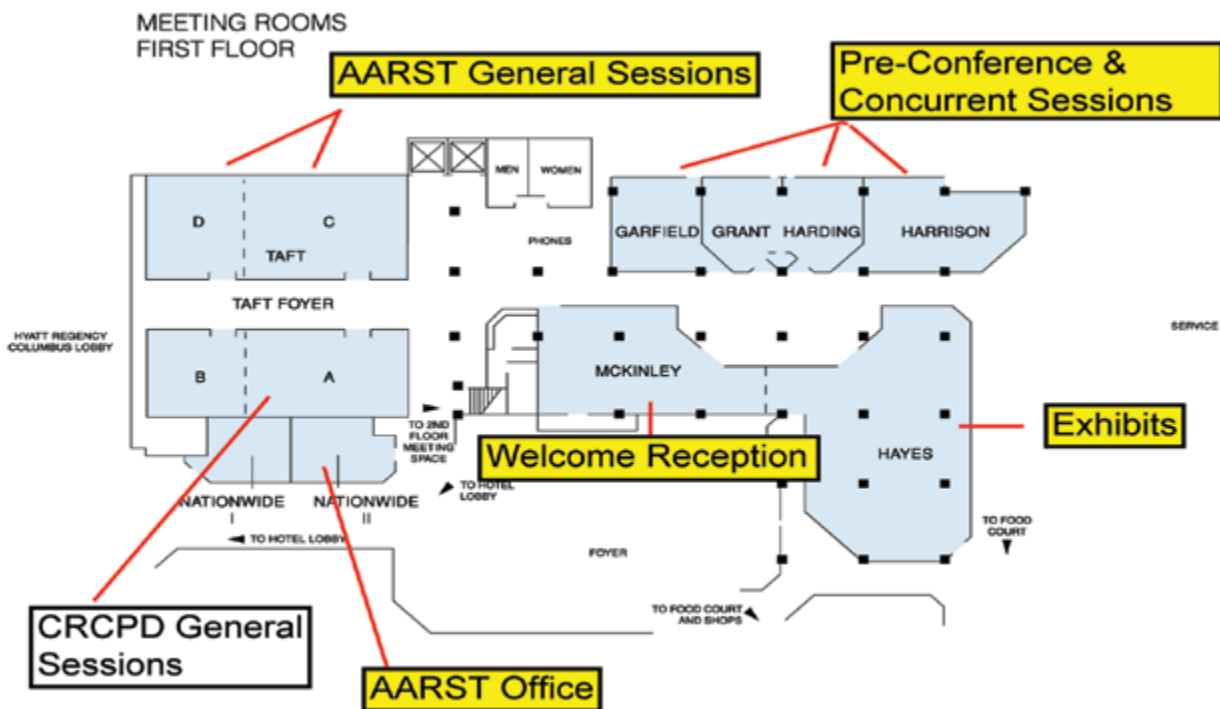 MEETING ROOMS
FIRST FLOOR
AARST General Sessions
Pre-Conference &
Concurrent Sessions
MEN
WOMEN
D
C
TAFT
PHONES
GARFIELD
GRANT
HARDING
HARRISON
TAFT FOYER
HYATT REGENCY
COLUMBUS LOBBY
SERVICE
B
A
MCKINLEY
TO 2ND
FLOOR
MEETING
SPACE
Welcome Reception
Exhibits
HAYES
NATIONWIDE
I
NATIONWIDE
II
TO HOTEL
LOBBY
TO HOTEL LOBBY
FOYER
TO FOOD
COURT
TO FOOD COURT
AND SHOPS
CRCPD General
Sessions
AARST Office